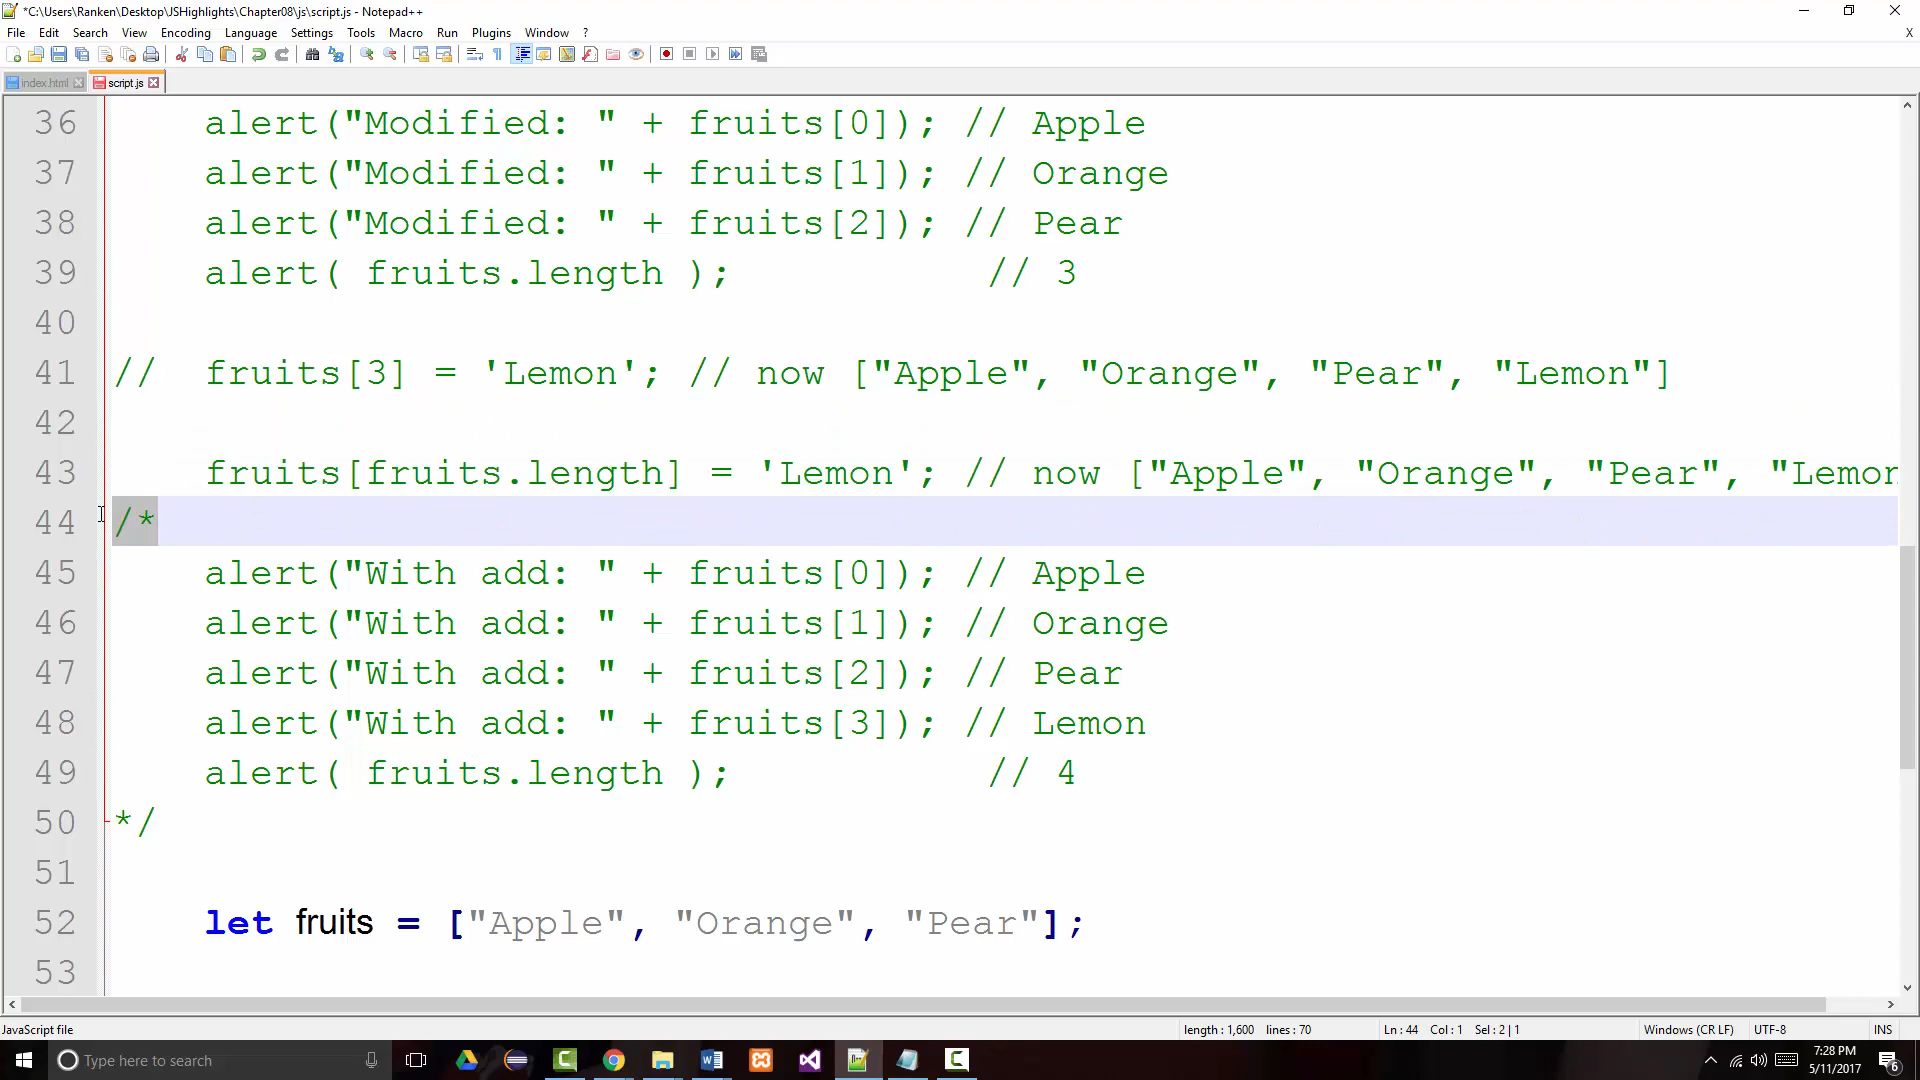 *C:\Users\Ranken\Desktop\JSHighlights\Chapter08\js\script.js - Notepad++
File Edit Search View Encoding Language Settings Tools Macro Run Plugins Window ? X
index.html script.js
36 alert("Modified: " + fruits[0]); // Apple
37 alert("Modified: " + fruits[1]); // Orange
38 alert("Modified: " + fruits[2]); // Pear
39 alert( fruits.length ); // 3
40
41 // fruits[3] = 'Lemon'; // now ["Apple", "Orange", "Pear", "Lemon"]
42
43 fruits[fruits.length] = 'Lemon'; // now ["Apple", "Orange", "Pear", "Lemon
44 /*
45 alert("With add: " + fruits[0]); // Apple
46 alert("With add: " + fruits[1]); // Orange
47 alert("With add: " + fruits[2]); // Pear
48 alert("With add: " + fruits[3]); // Lemon
49 alert( fruits.length ); // 4
50 */
51
52 let fruits = ["Apple", "Orange", "Pear"];
53
JavaScript file length : 1,600 lines : 70 Ln : 44 Col : 1 Sel : 2 | 1 Windows (CR LF) UTF-8 INS
Type here to search 7:28 PM
5/11/2017 6